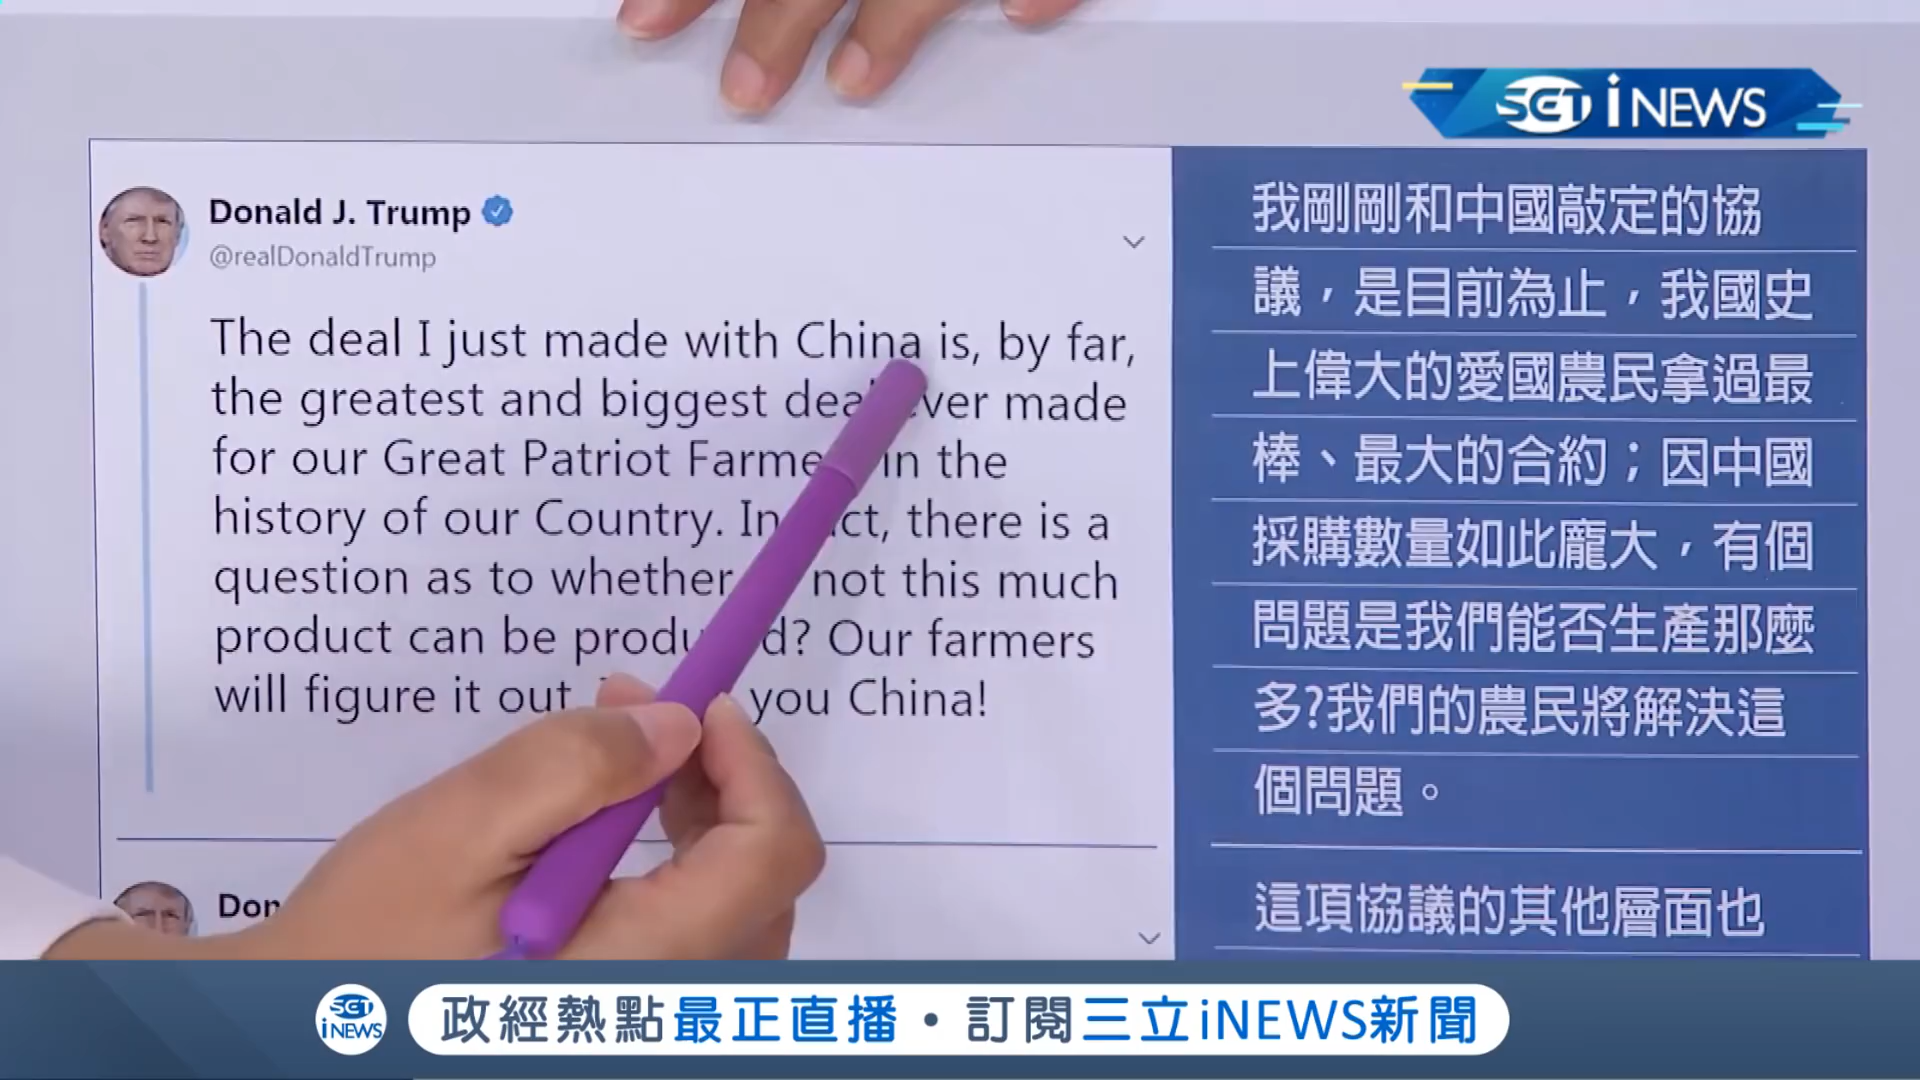 SET iNEWS
Donald J. Trump
@realDonaldTrump
The deal I just made with China is, by far,
the greatest and biggest ver made
for our Great Patriot in the
history of our Country. there is a
question as to whether not this much
product can be Our farmers
will figure it out you China!
我剛剛和中國敲定的協
議，是目前為止，我國史
上偉大的愛國農民拿過最
棒、最大的合約；因中國
採購數量如此龐大，有個
問題是我們能否生產那麼
多?我們的農民將解決這
個問題。
Don
這項協議的其他層面也
SET iNEWS
政經熱點最正直播・訂閱三立iNEWS新聞